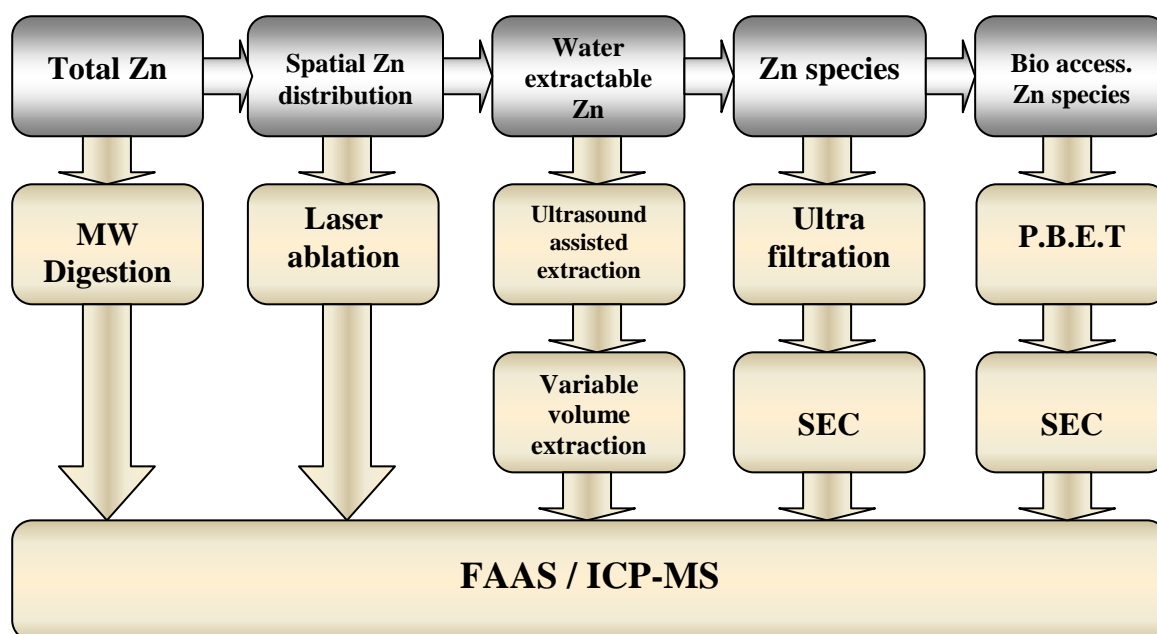 Total Zn
Spatial Zn
distribution
Water
extractable
Zn
Zn species
Bio access.
Zn species
MW
Digestion
Laser
ablation
Ultrasound
assisted
extraction
Ultra
filtration
P.B.E.T
Variable
volume
extraction
SEC
SEC
FAAS / ICP-MS